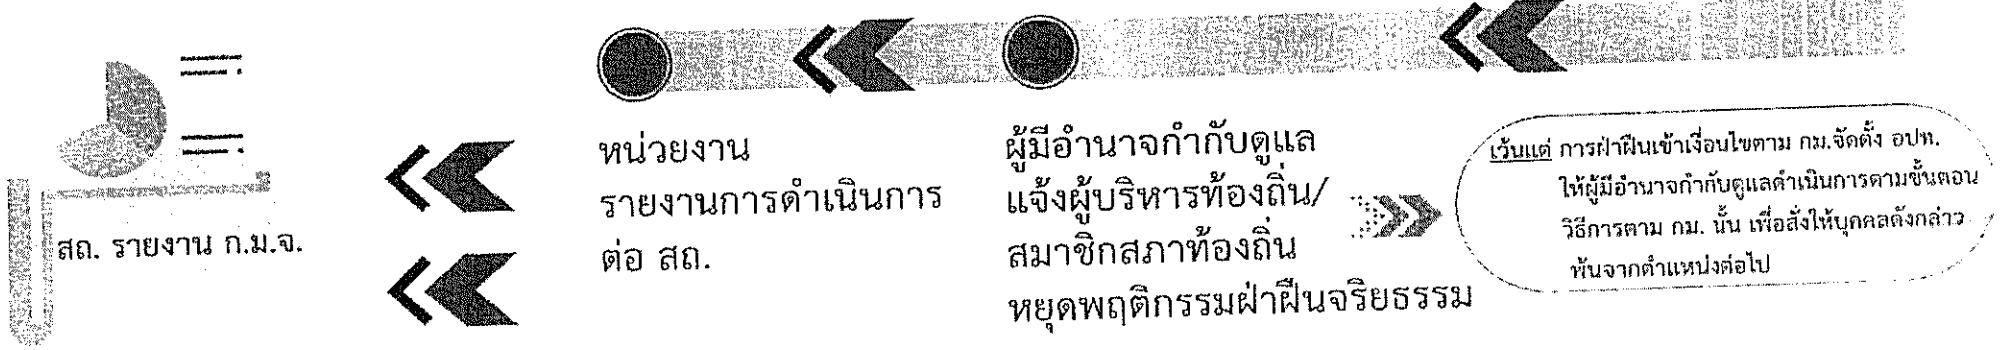 สถ. รายงาน ก.ม.จ.
หน่วยงาน
รายงานการดำเนินการ
ต่อ สถ.
ผู้มีอำนาจกำกับดูแล
แจ้งผู้บริหารท้องถิ่น/
สมาชิกสภาท้องถิ่น
หยุดพฤติกรรมฝ่าฝืนจริยธรรม
เว้นแต่ การฝ่าฝืนเข้าเงื่อนไขตาม กม.จัดตั้ง อปท.
ให้ผู้มีอำนาจกำกับดูแลดำเนินการตามขั้นตอน
วิธีการตาม กม. นั้น เพื่อสั่งให้บุคคลดังกล่าว
พ้นจากตำแหน่งต่อไป